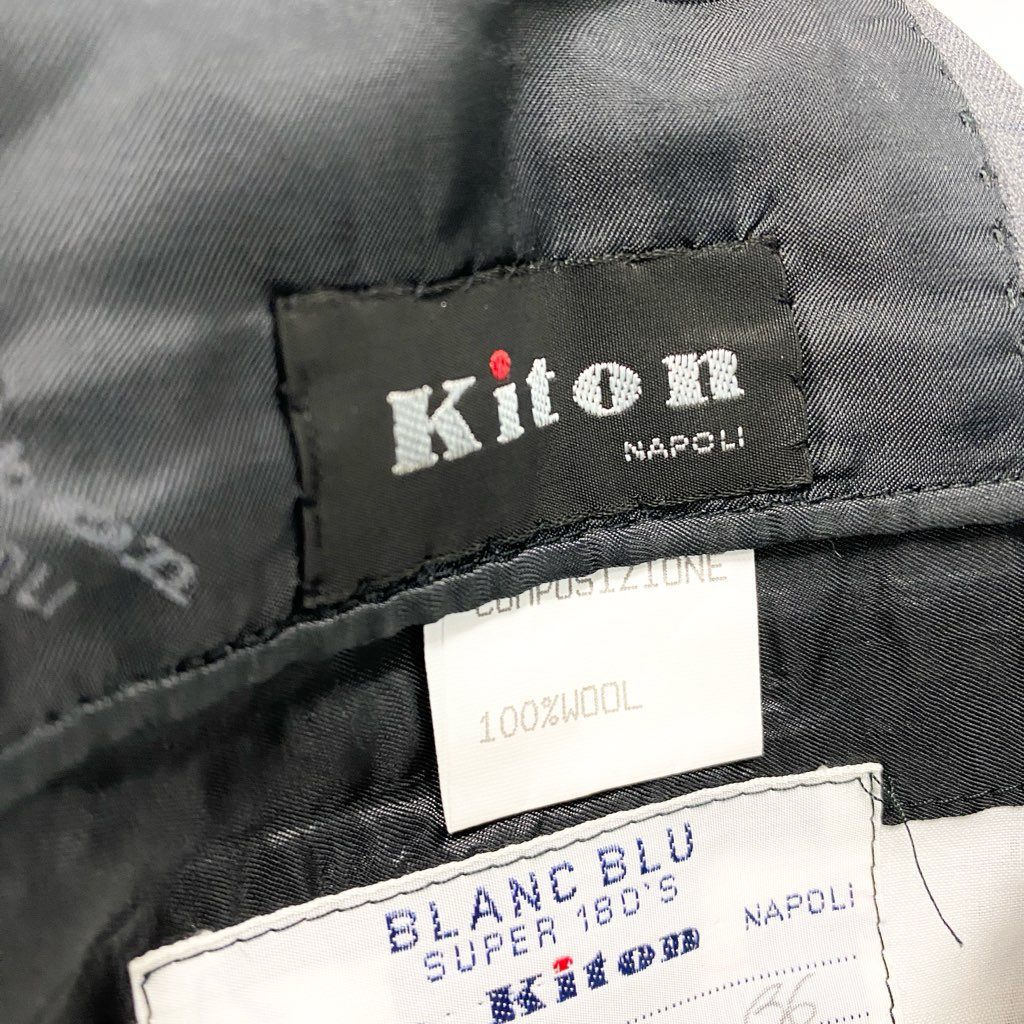 Kiton
NAPOLI
COMPOSIZIONE
100%WOOL
BLANC BLU
SUPER 180'S
NAPOLI
Kiton